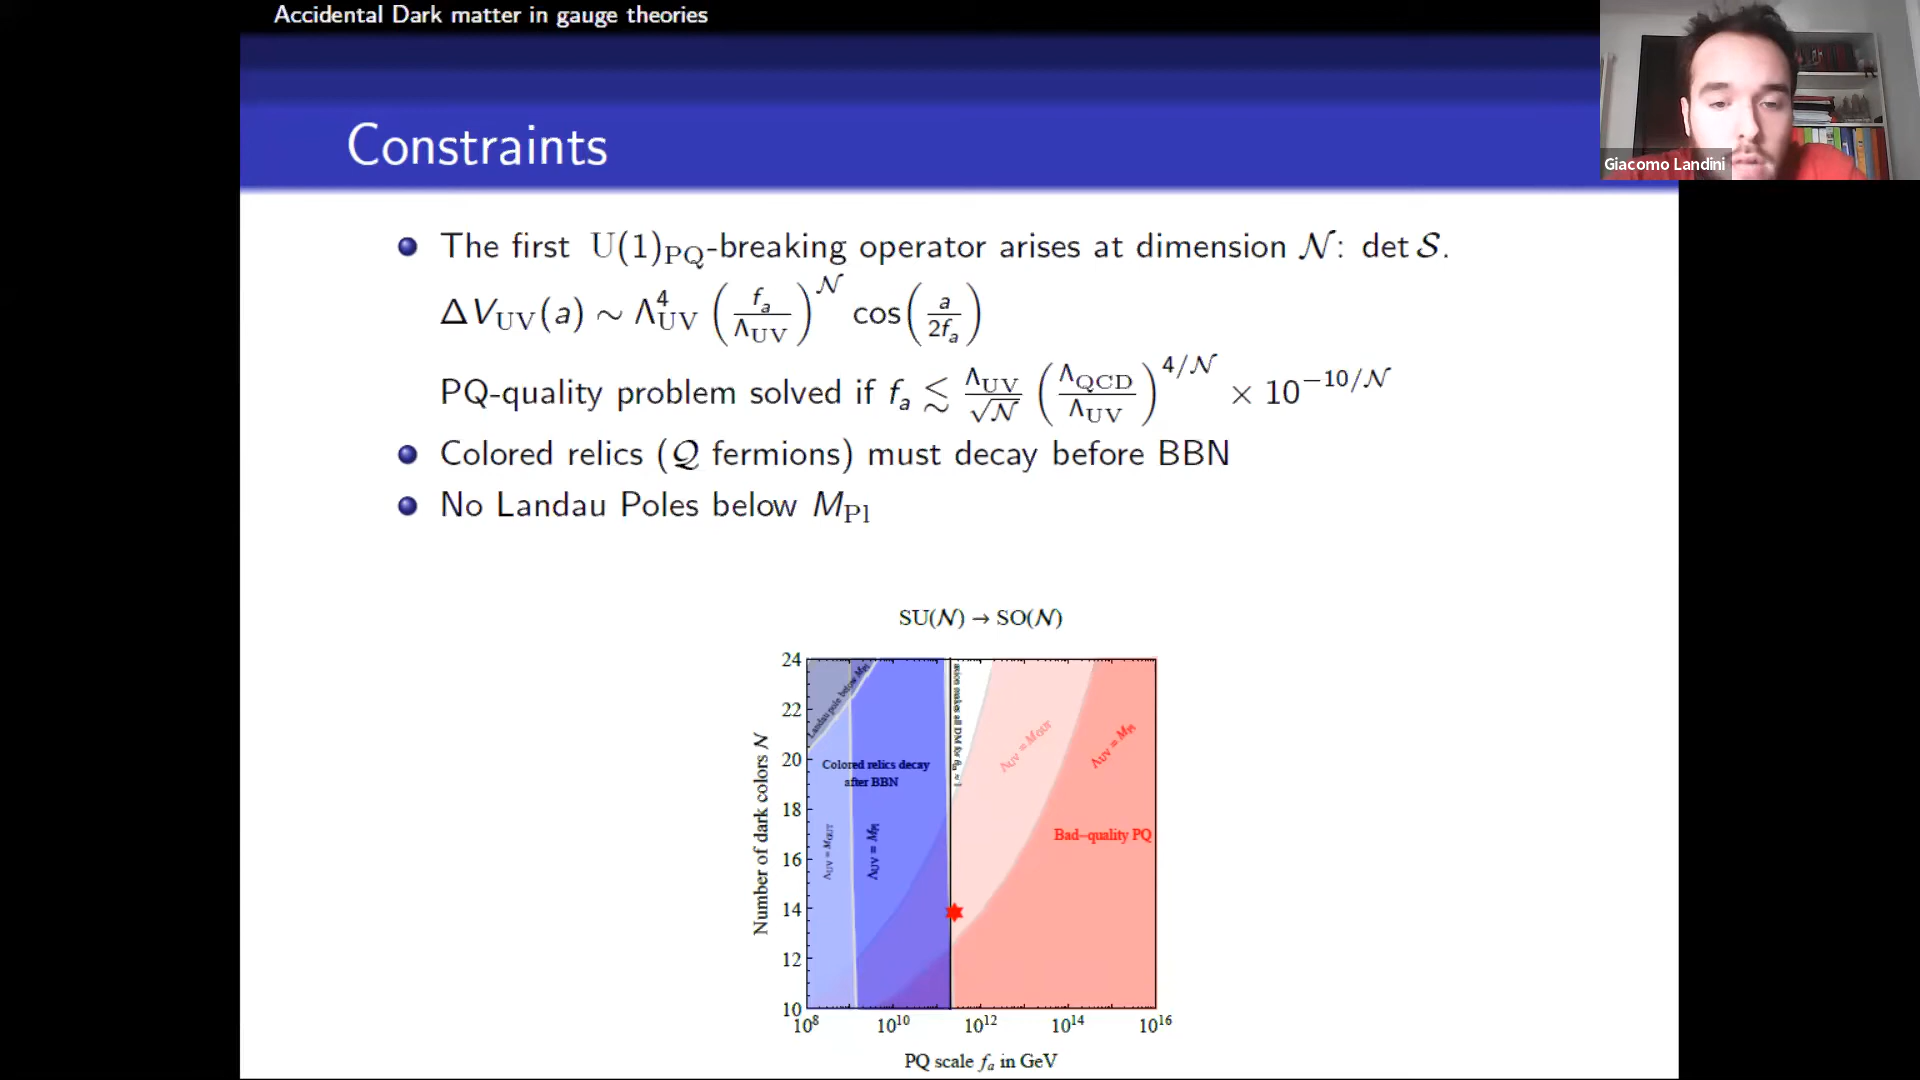 Accidental Dark matter in gauge theories
Giacomo Landini
Constraints
The first U(1)_PQ-breaking operator arises at dimension 𝒩: det 𝒮.
ΔV_UV(a) ∼ Λ⁴_UV (f_a/Λ_UV)^𝒩 cos(a/2f_a)
PQ-quality problem solved if f_a ≲ Λ_UV/√𝒩 (Λ_QCD/Λ_UV)^{4/𝒩} × 10^{−10/𝒩}
Colored relics (𝒬 fermions) must decay before BBN
No Landau Poles below M_Pl
SU(𝒩) → SO(𝒩)
24
22
20
18
16
14
12
10
Number of dark colors 𝒩
Landau pole below M_Pl
Colored relics decay
after BBN
Λ_UV = M_GUT
Λ_UV = M_Pl
axion makes all DM for θ_a ≈ 1
Λ_UV = M_GUT
Λ_UV = M_Pl
Bad–quality PQ
10⁸
10¹⁰
10¹²
10¹⁴
10¹⁶
PQ scale f_a in GeV